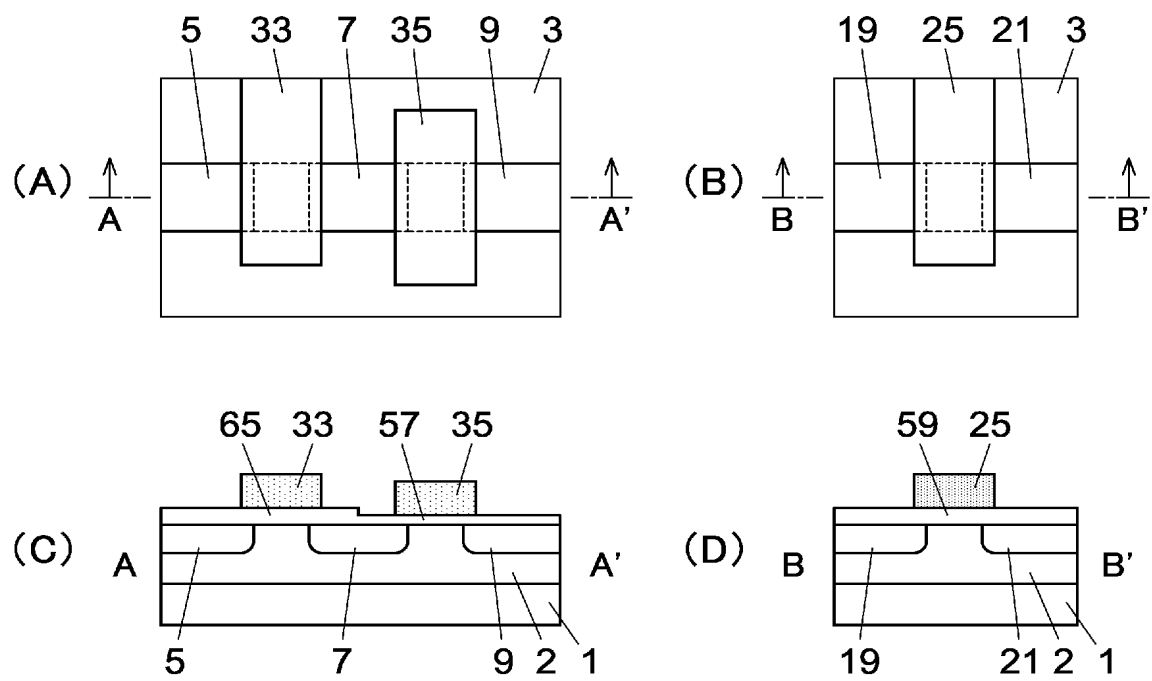 5 33 7 35 9 3 19 25 21 3
(A) (B)
A A' B B'
65 33 57 35 59 25
(C) (D)
A A' B B'
5 7 9 2 1 19 21 2 1